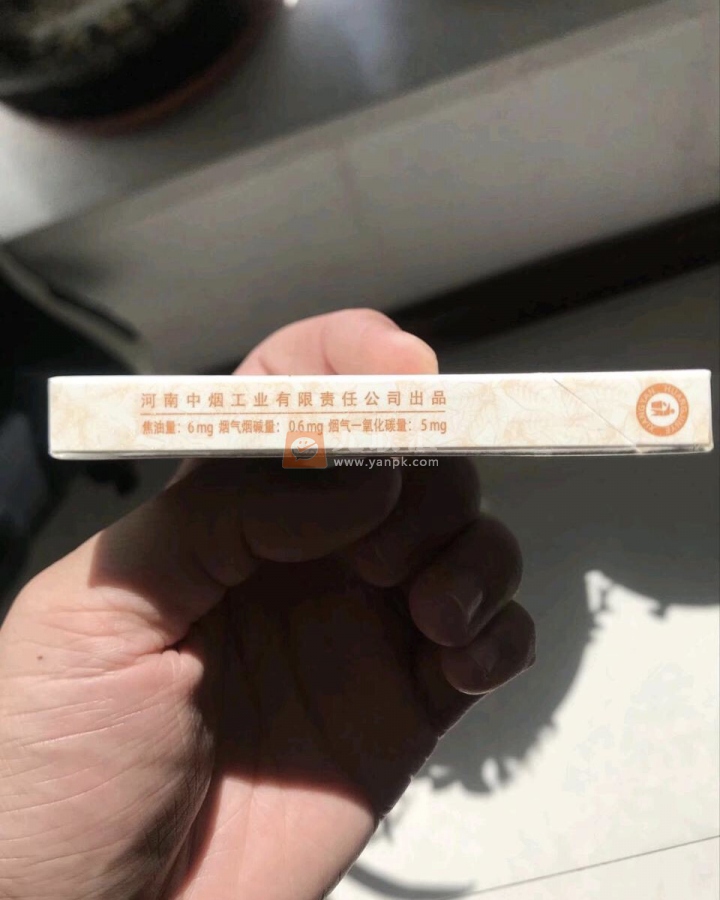 河南中烟工业有限责任公司出品
焦油量：6mg 烟气烟碱量：0.6mg 烟气一氧化碳量：5mg
www.yanpk.com